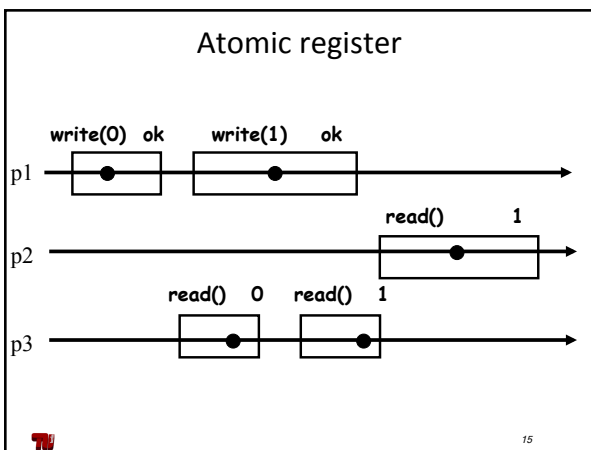 Atomic register
write(0) ok write(1) ok
p1
read() 1
p2
read() 0 read() 1
p3
15